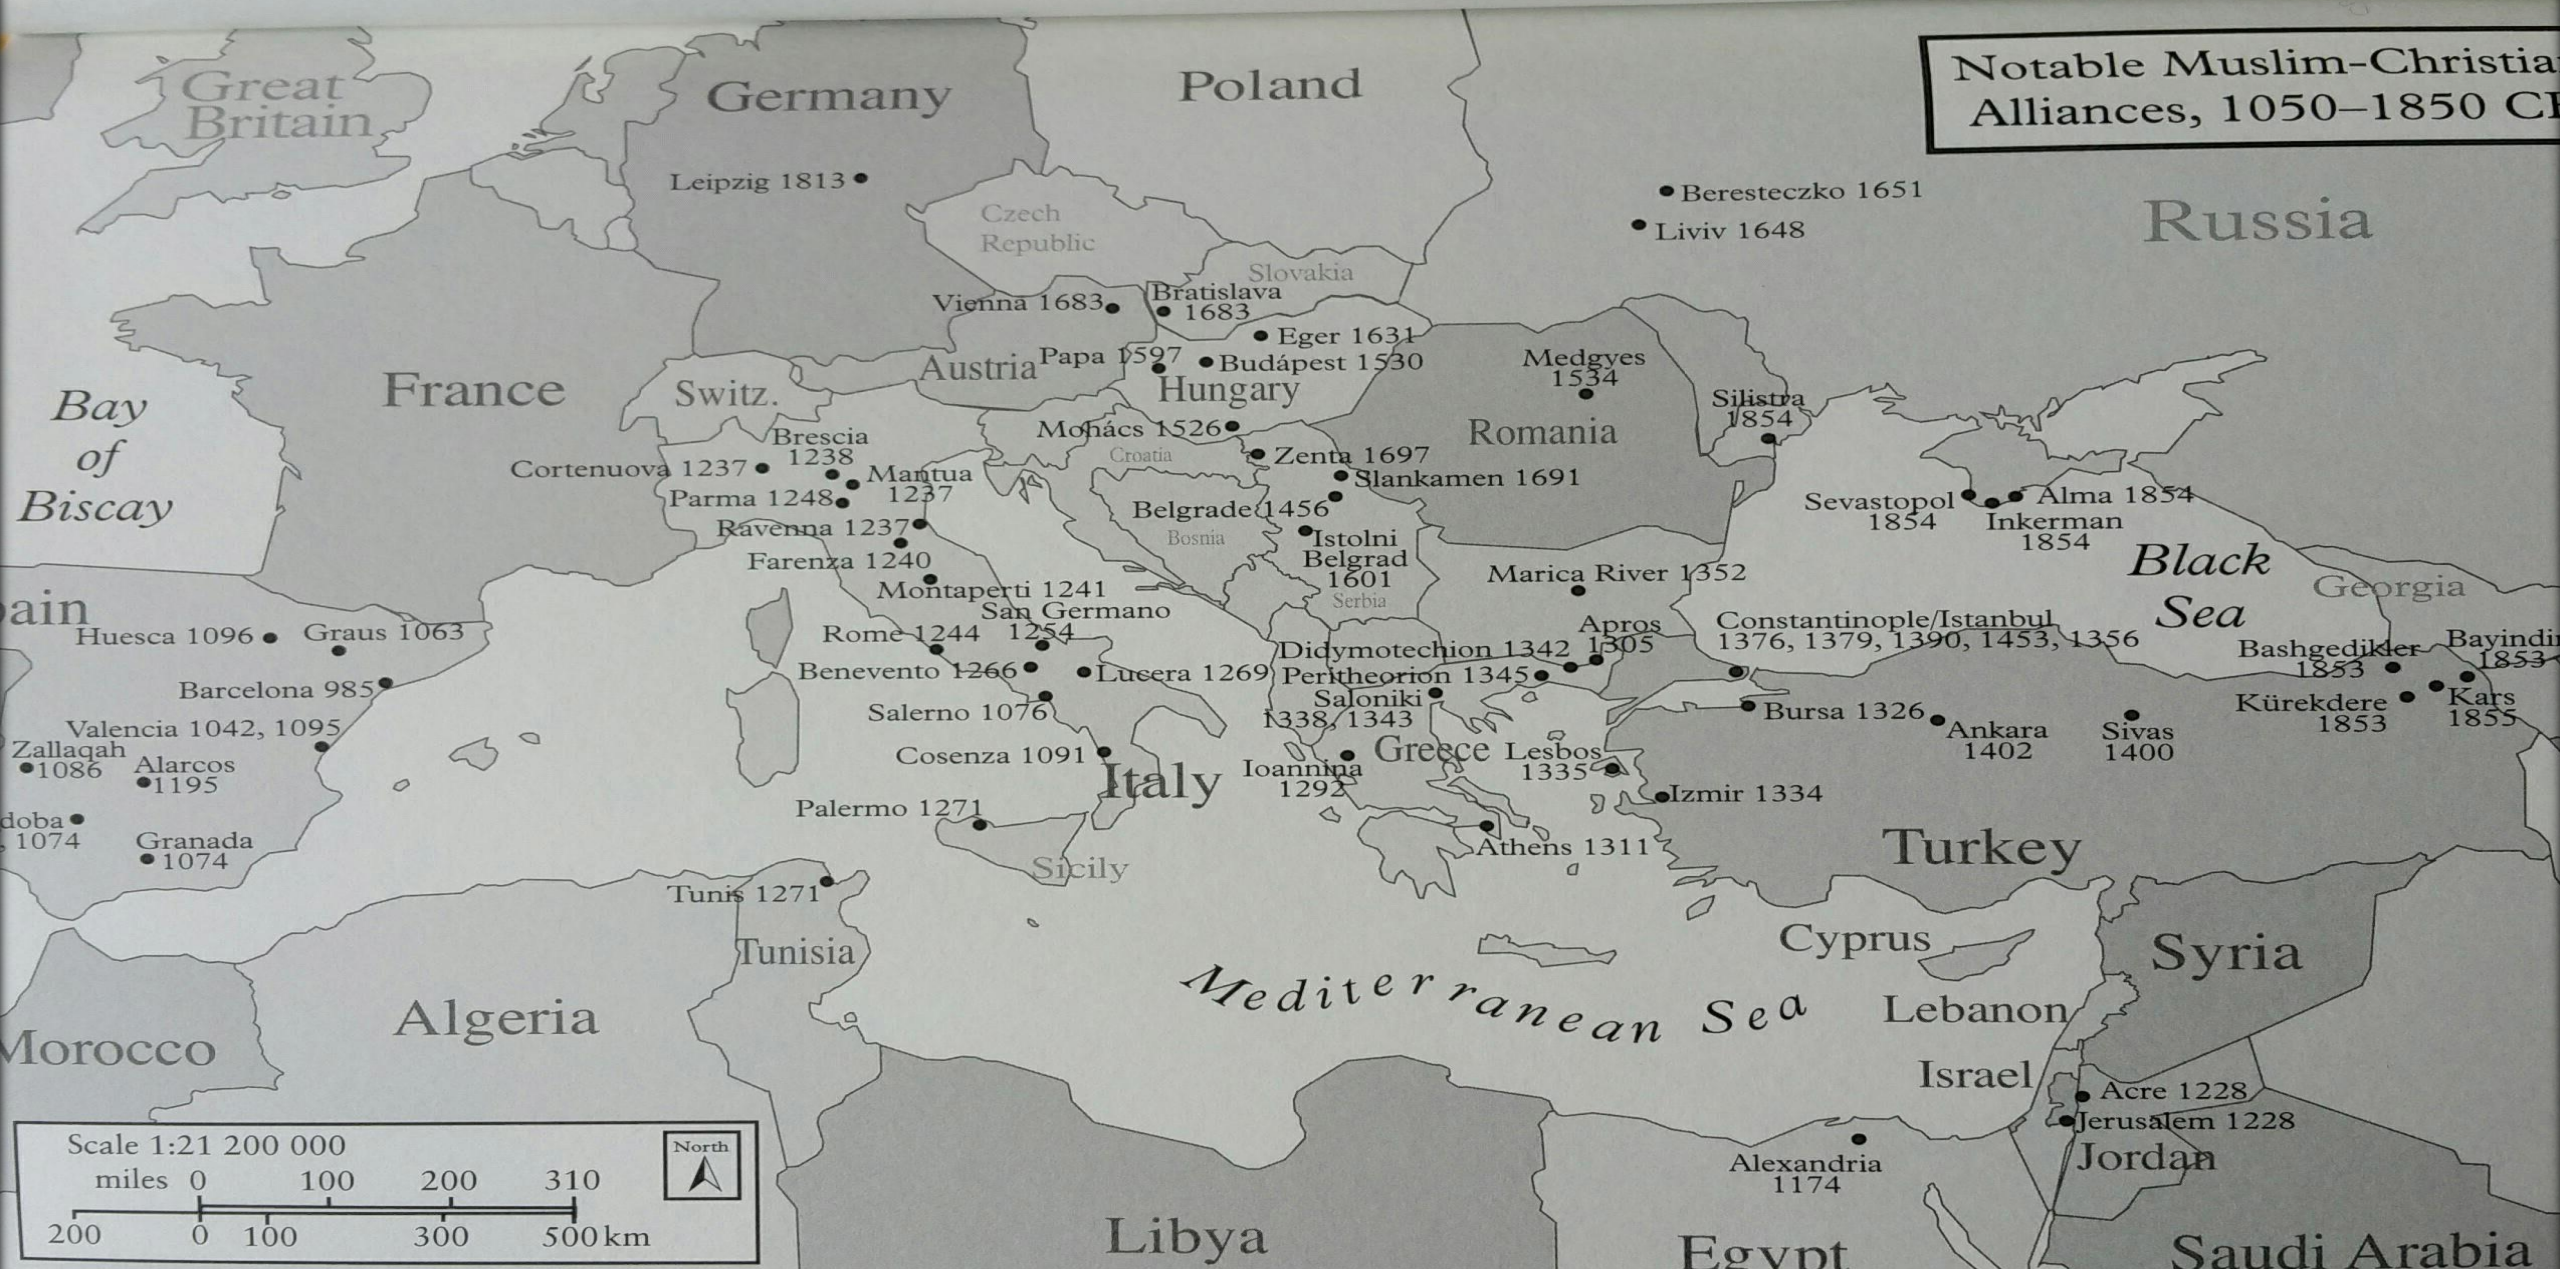 Notable Muslim-Christia
Alliances, 1050–1850 CE
Great
Britain
Germany
Poland
Leipzig 1813
Beresteczko 1651
Liviv 1648
Russia
Czech
Republic
Slovakia
Vienna 1683
Bratislava
1683
Eger 1631
Austria
Papa 1597
Budápest 1530
Hungary
Medgyes
1534
France
Switz.
Bay
of
Biscay
Silistra
1854
Romania
Mohács 1526
Croatia
Brescia
1238
Cortenuova 1237
Mantua
1237
Zenta 1697
Slankamen 1691
Parma 1248
Belgrade 1456
Sevastopol
1854
Alma 1854
Inkerman
1854
Ravenna 1237
Bosnia
Istolni
Belgrad
1601
Serbia
Farenza 1240
Black
Sea
Georgia
Montaperti 1241
Marica River 1352
ain
Huesca 1096
Graus 1063
San Germano
1254
Rome 1244
Apros
1305
Didymotechion 1342
Constantinople/Istanbul
1376, 1379, 1390, 1453, 1356
Bashgedikler
1853
Bayindi
1853
Benevento 1266
Lucera 1269
Peritheorion 1345
Barcelona 985
Saloniki
1338/1343
Salerno 1076
Bursa 1326
Ankara
1402
Sivas
1400
Kürekdere
1853
Kars
1855
Valencia 1042, 1095
Zallaqah
1086
Alarcos
1195
Cosenza 1091
Italy
Ioannina
1292
Greece
Lesbos
1335
Izmir 1334
Palermo 1271
doba
, 1074
Granada
1074
Athens 1311
Turkey
Sicily
Tunis 1271
Tunisia
Cyprus
Syria
Mediterranean Sea
Lebanon
Algeria
Morocco
Israel
Acre 1228
Jerusalem 1228
Jordan
Alexandria
1174
Libya
Egypt
Saudi Arabia
Scale 1:21 200 000
North
miles 0 100 200 310
200 0 100 300 500 km